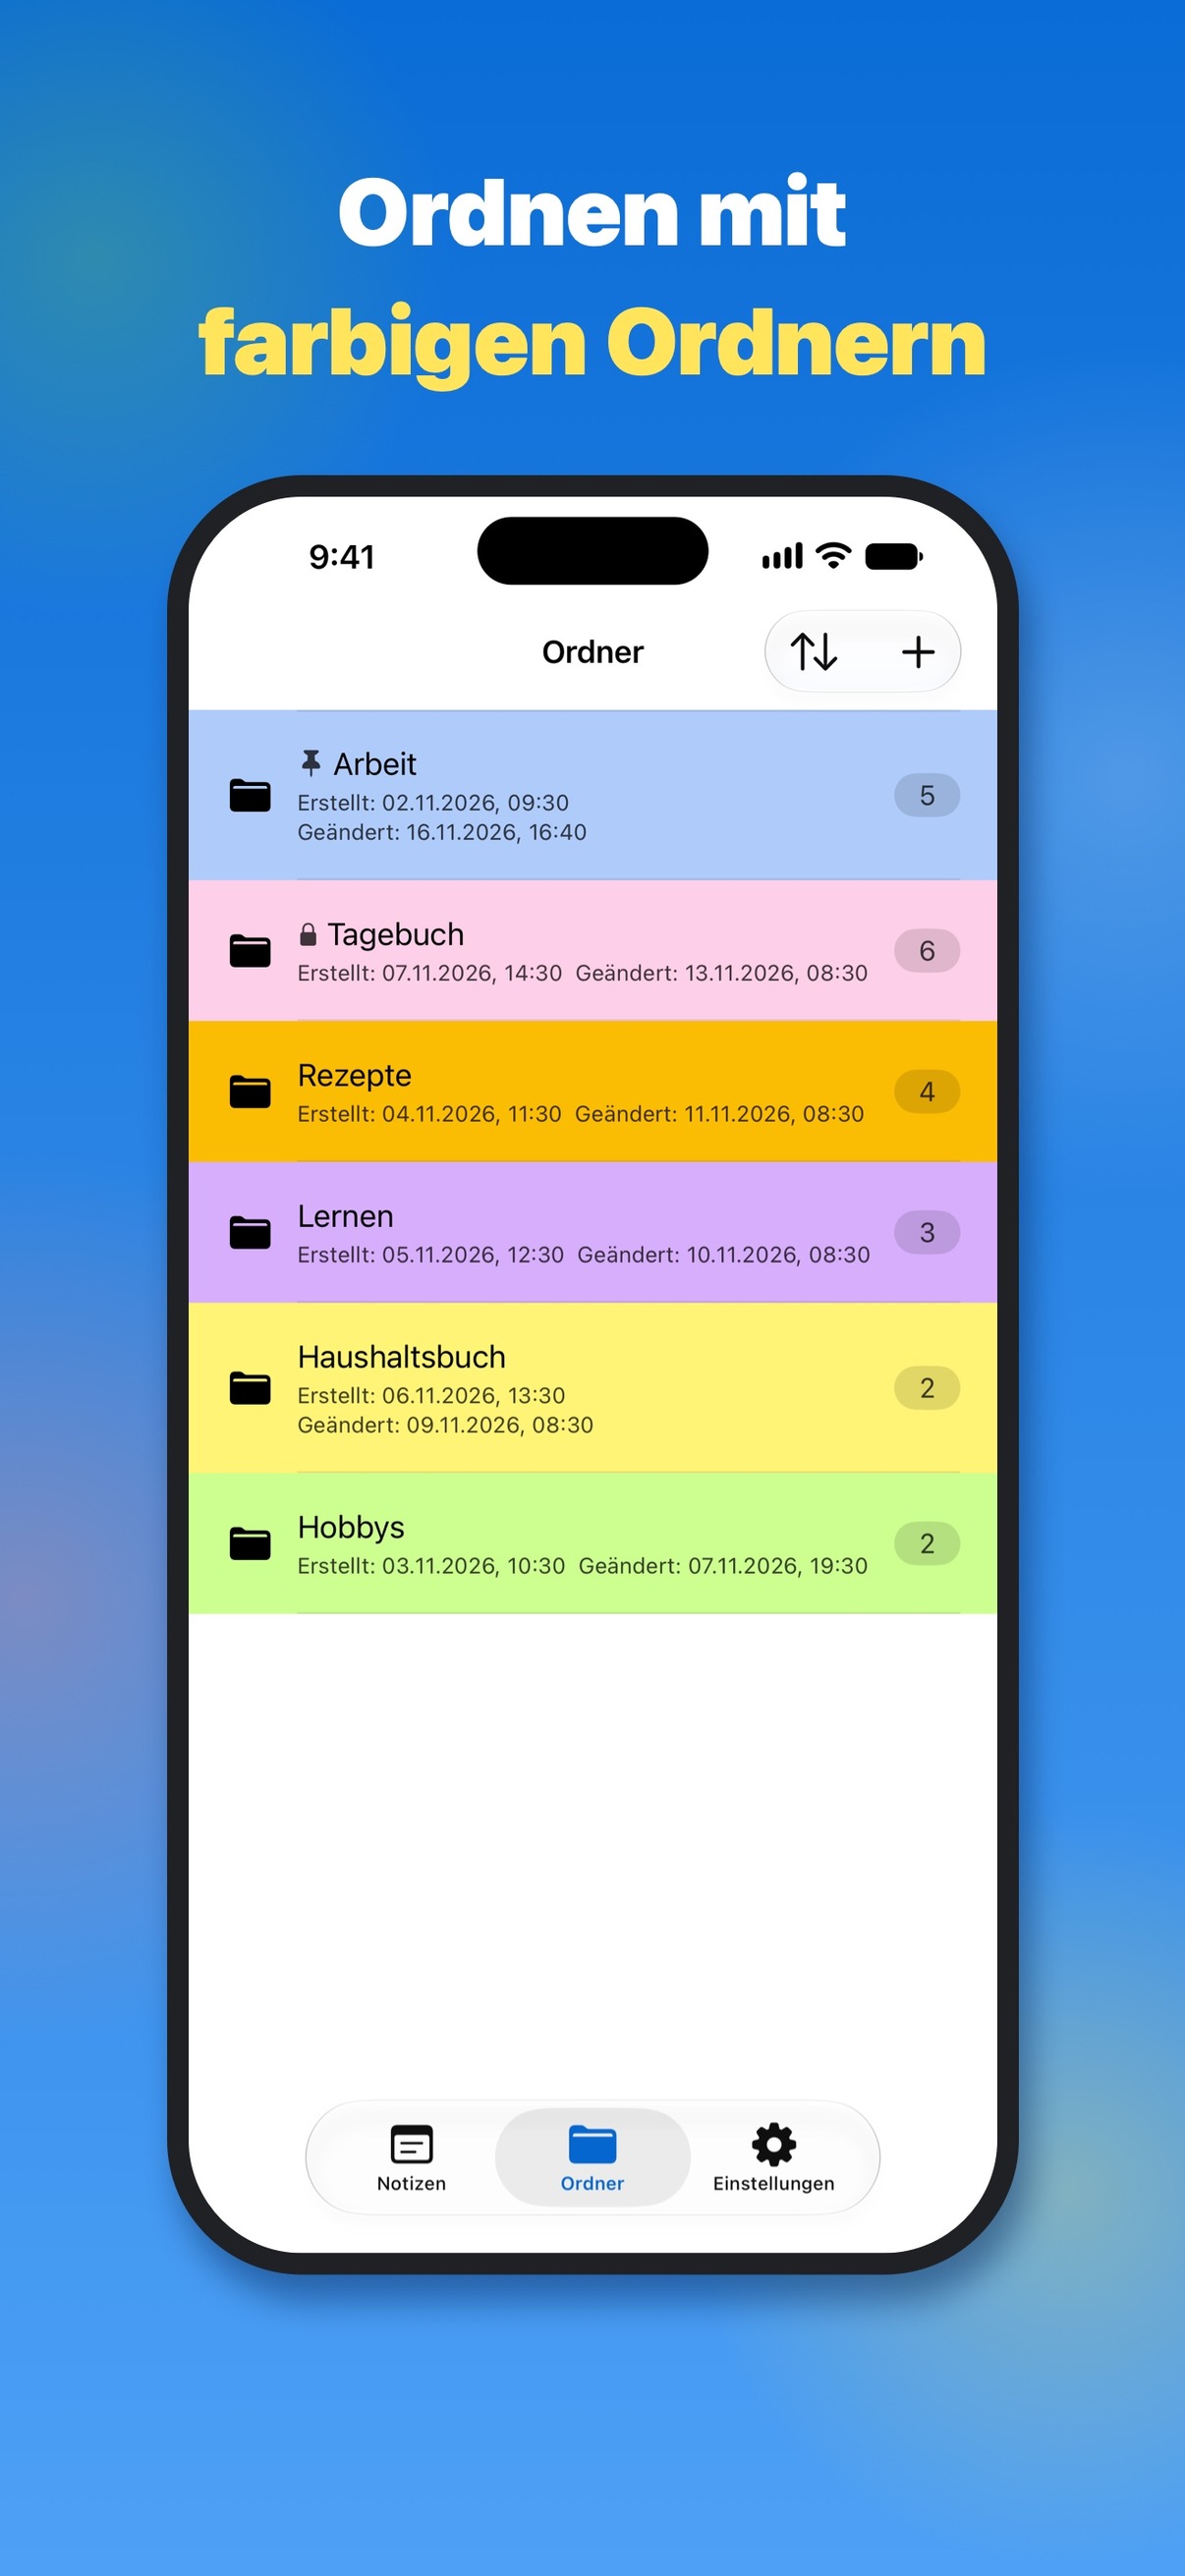 Ordnen mit
farbigen Ordnern
9:41
Ordner
Arbeit
Erstellt: 02.11.2026, 09:30
Geändert: 16.11.2026, 16:40
5
Tagebuch
Erstellt: 07.11.2026, 14:30 Geändert: 13.11.2026, 08:30
6
Rezepte
Erstellt: 04.11.2026, 11:30 Geändert: 11.11.2026, 08:30
4
Lernen
Erstellt: 05.11.2026, 12:30 Geändert: 10.11.2026, 08:30
3
Haushaltsbuch
Erstellt: 06.11.2026, 13:30
Geändert: 09.11.2026, 08:30
2
Hobbys
Erstellt: 03.11.2026, 10:30 Geändert: 07.11.2026, 19:30
2
Notizen
Ordner
Einstellungen